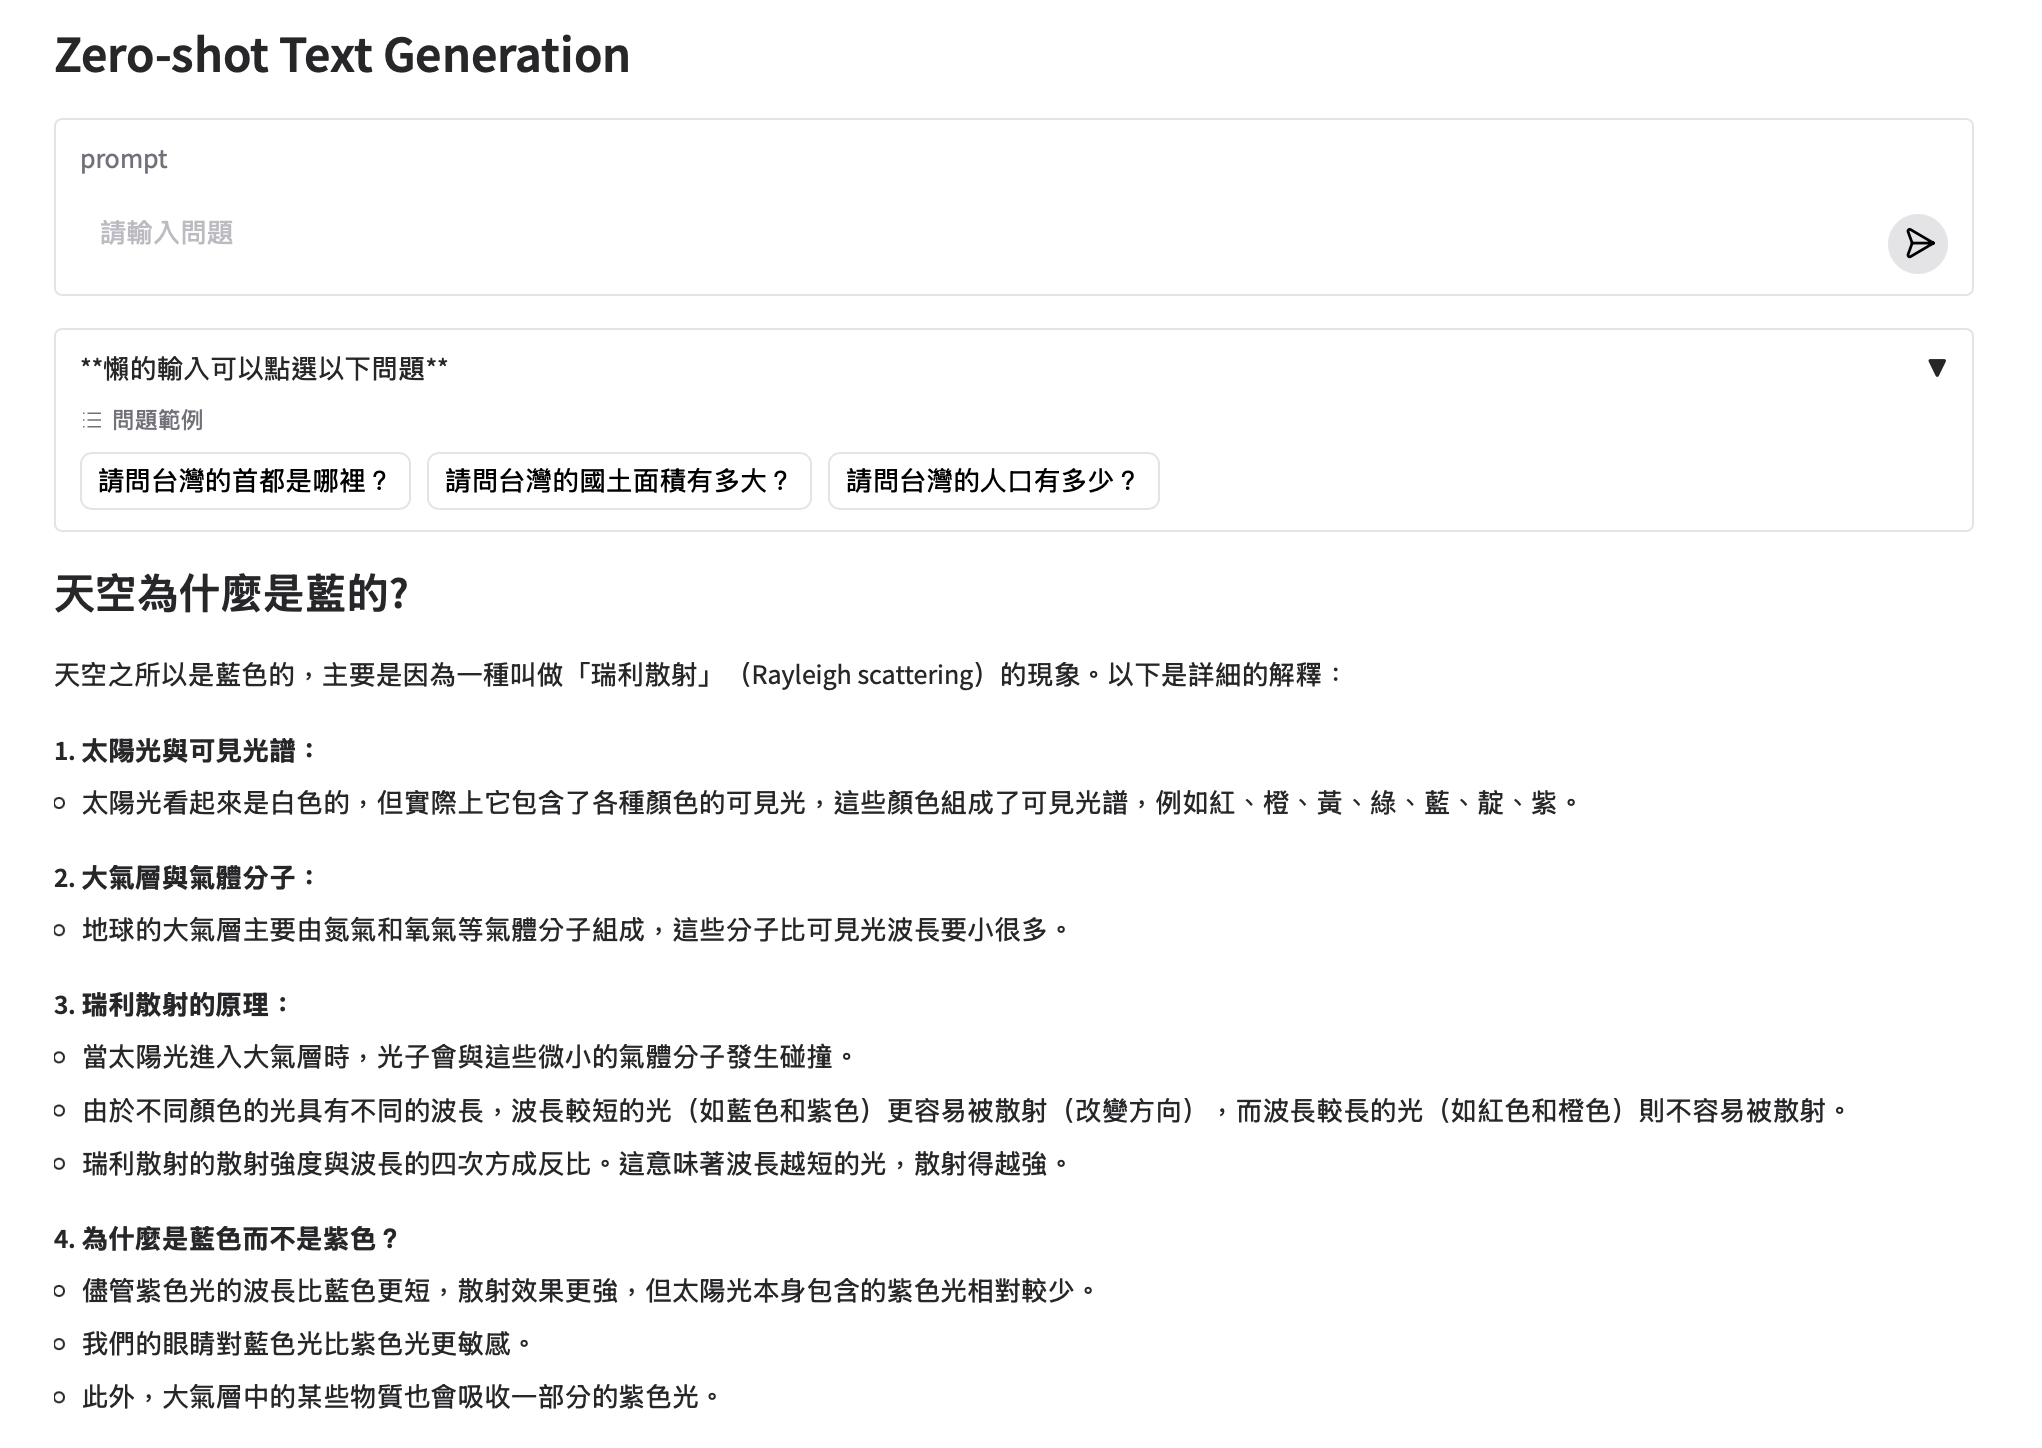 Zero-shot Text Generation
prompt
請輸入問題
**懶的輸入可以點選以下問題**
問題範例
請問台灣的首都是哪裡？
請問台灣的國土面積有多大？
請問台灣的人口有多少？
天空為什麼是藍的?
天空之所以是藍色的，主要是因為一種叫做「瑞利散射」（Rayleigh scattering）的現象。以下是詳細的解釋：
1. 太陽光與可見光譜：
太陽光看起來是白色的，但實際上它包含了各種顏色的可見光，這些顏色組成了可見光譜，例如紅、橙、黃、綠、藍、靛、紫。
2. 大氣層與氣體分子：
地球的大氣層主要由氮氣和氧氣等氣體分子組成，這些分子比可見光波長要小很多。
3. 瑞利散射的原理：
當太陽光進入大氣層時，光子會與這些微小的氣體分子發生碰撞。
由於不同顏色的光具有不同的波長，波長較短的光（如藍色和紫色）更容易被散射（改變方向），而波長較長的光（如紅色和橙色）則不容易被散射。
瑞利散射的散射強度與波長的四次方成反比。這意味著波長越短的光，散射得越強。
4. 為什麼是藍色而不是紫色？
儘管紫色光的波長比藍色更短，散射效果更強，但太陽光本身包含的紫色光相對較少。
我們的眼睛對藍色光比紫色光更敏感。
此外，大氣層中的某些物質也會吸收一部分的紫色光。